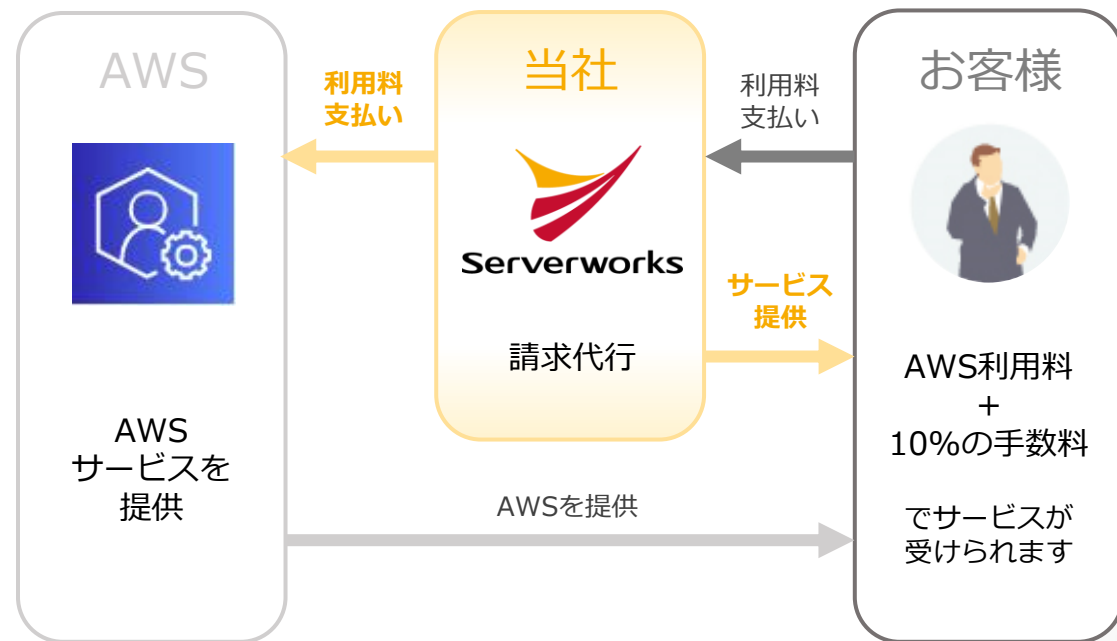 AWS
AWS
サービスを
提供
利用料
支払い
当社
Serverworks
請求代行
利用料
支払い
サービス
提供
お客様
AWS利用料
+
10%の手数料
でサービスが
受けられます
AWSを提供